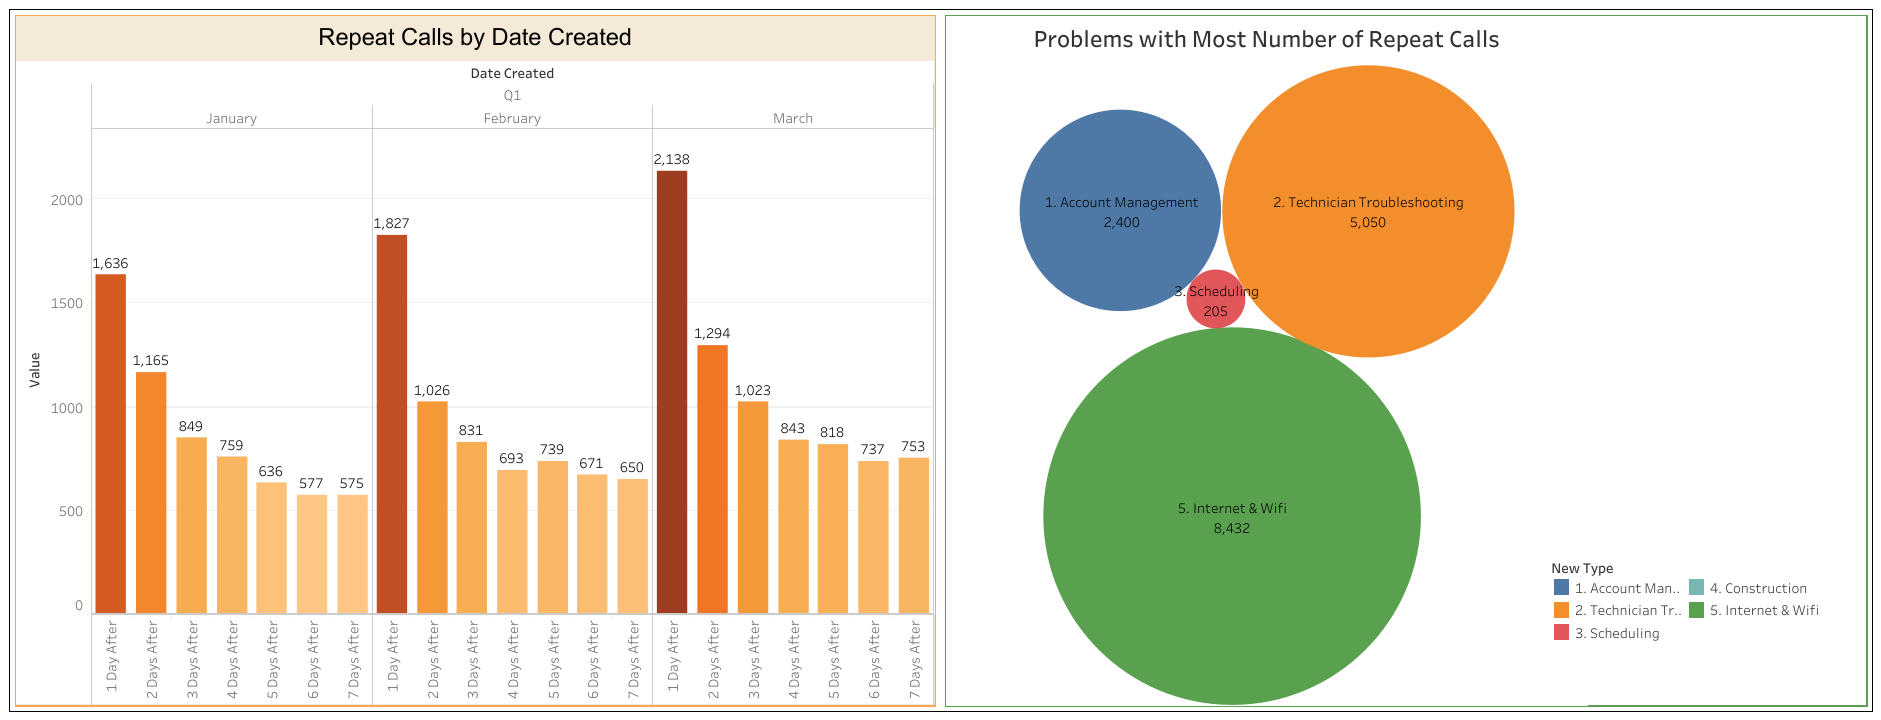 Repeat Calls by Date Created
Date Created
Q1
January
February
March
Value
2000
1500
1000
500
0
1,636
1,165
849
759
636
577
575
1,827
1,026
831
693
739
671
650
2,138
1,294
1,023
843
818
737
753
1 Day After
2 Days After
3 Days After
4 Days After
5 Days After
6 Days After
7 Days After
1 Day After
2 Days After
3 Days After
4 Days After
5 Days After
6 Days After
7 Days After
1 Day After
2 Days After
3 Days After
4 Days After
5 Days After
6 Days After
7 Days After
Problems with Most Number of Repeat Calls
1. Account Management
2,400
2. Technician Troubleshooting
5,050
3. Scheduling
205
5. Internet & Wifi
8,432
New Type
1. Account Man..
2. Technician Tr..
3. Scheduling
4. Construction
5. Internet & Wifi